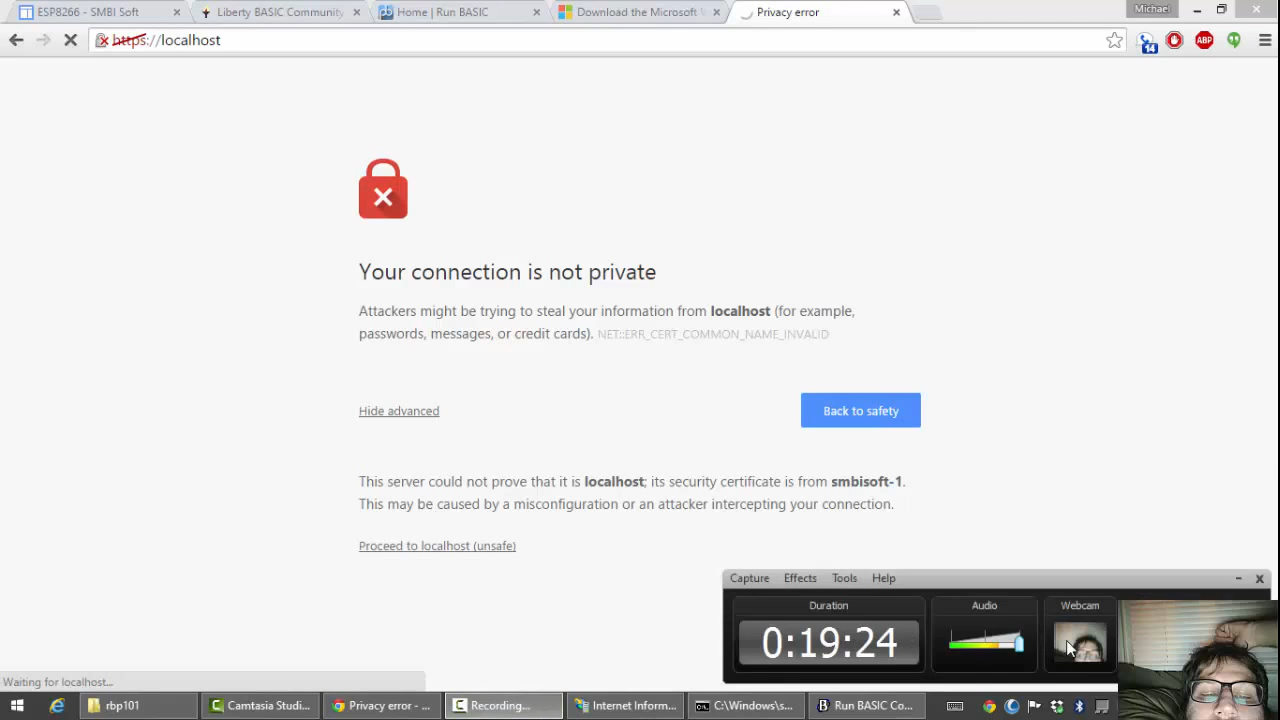 ESP8266 - SMBI Soft
Liberty BASIC Community
Home | Run BASIC
Download the Microsoft
Privacy error
Michael
https://localhost
14
ABP
Your connection is not private
Attackers might be trying to steal your information from localhost (for example,
passwords, messages, or credit cards). NET::ERR_CERT_COMMON_NAME_INVALID
Hide advanced
Back to safety
This server could not prove that it is localhost; its security certificate is from smbisoft-1.
This may be caused by a misconfiguration or an attacker intercepting your connection.
Proceed to localhost (unsafe)
Capture Effects Tools Help
Duration
Audio
Webcam
0:19:24
Waiting for localhost...
rbp101
Camtasia Studi...
Privacy error - ...
Recording...
Internet Inform...
C:\Windows\s...
Run BASIC Co...